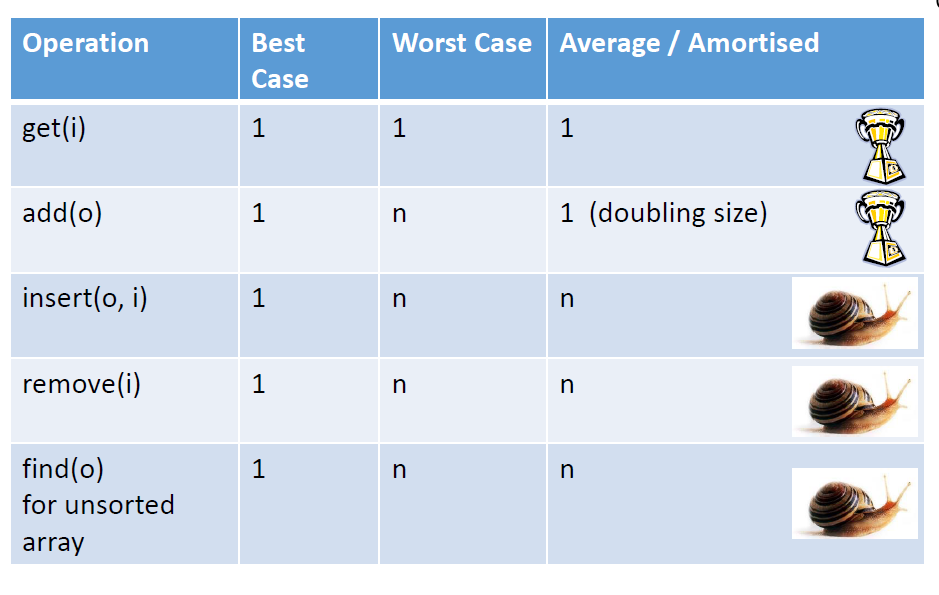 Operation
Best
Case
Worst Case
Average / Amortised
get(i)
1
1
1
add(o)
1
n
1 (doubling size)
insert(o, i)
1
n
n
remove(i)
1
n
n
find(o)
for unsorted
array
1
n
n